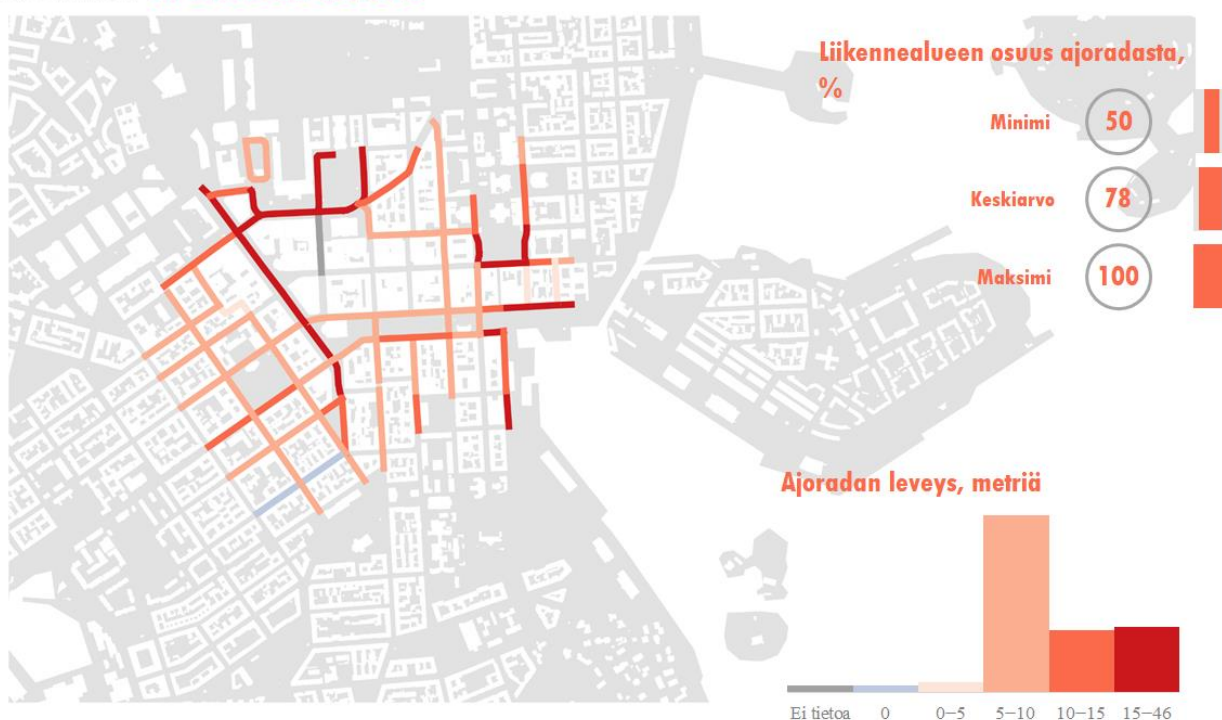 Liikennealueen osuus ajoradasta,
%
Minimi 50
Keskiarvo 78
Maksimi 100
Ajoradan leveys, metriä
Ei tietoa 0 0–5 5–10 10–15 15–46